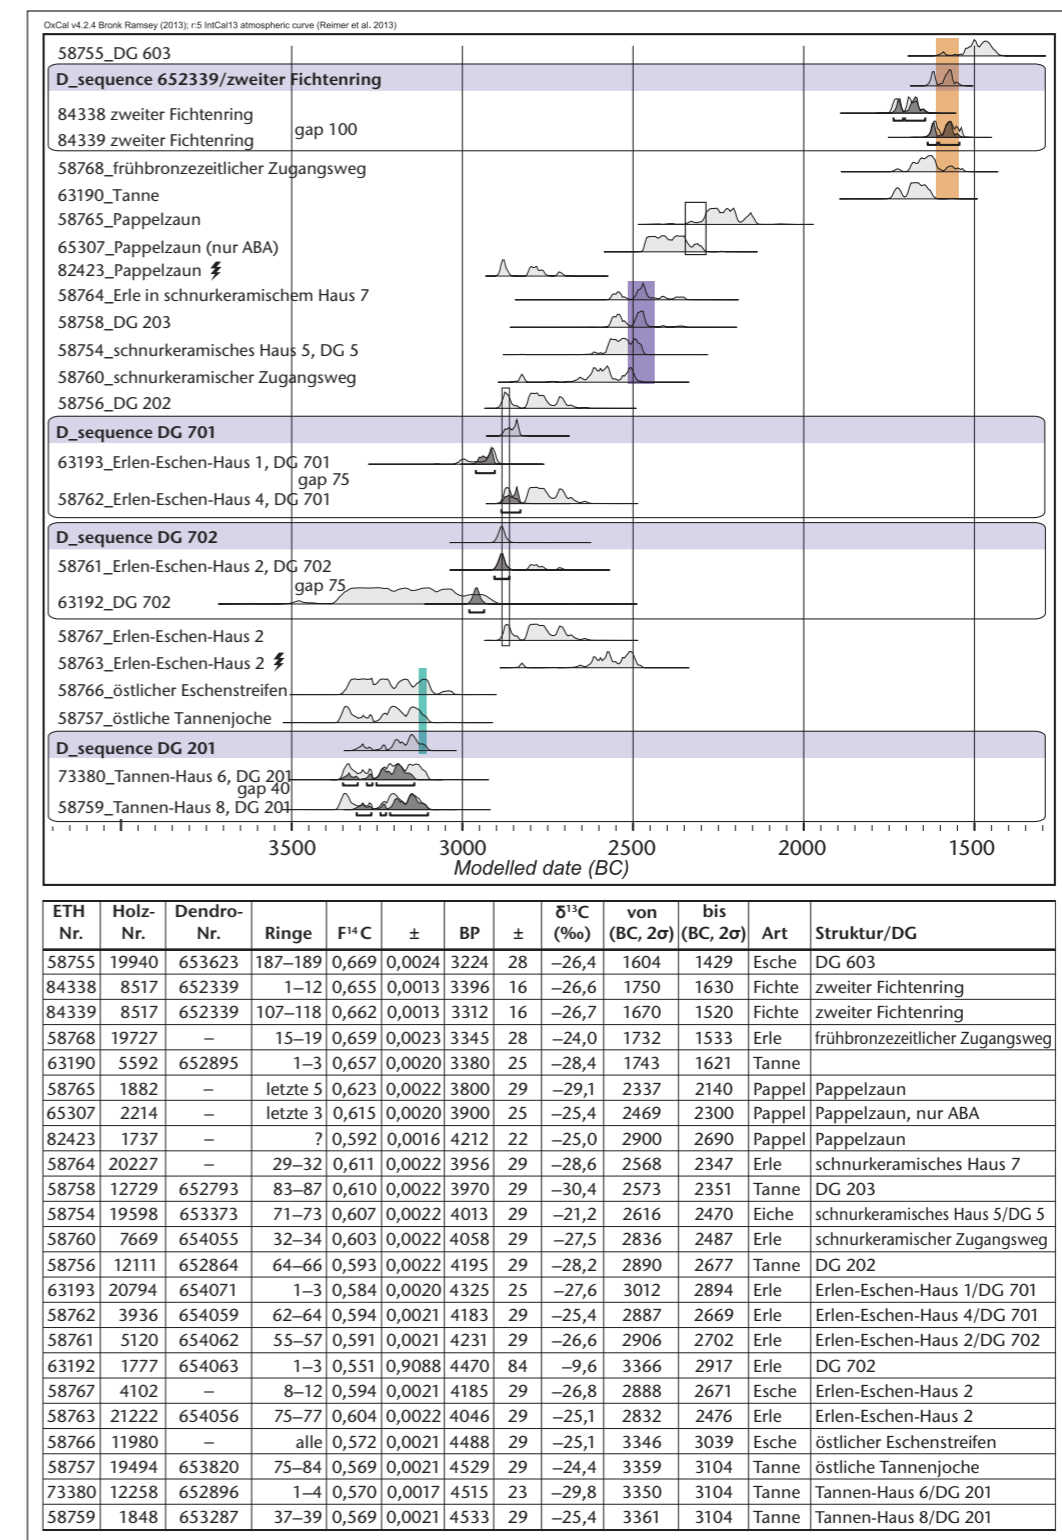 OxCal v4.2.4 Bronk Ramsey (2013); r:5 IntCal13 atmospheric curve (Reimer et al. 2013)
58755_DG 603
D_sequence 652339/zweiter Fichtenring
84338 zweiter Fichtenring
gap 100
84339 zweiter Fichtenring
58768_frühbronzezeitlicher Zugangsweg
63190_Tanne
58765_Pappelzaun
65307_Pappelzaun (nur ABA)
82423_Pappelzaun
58764_Erle in schnurkeramischem Haus 7
58758_DG 203
58754_schnurkeramisches Haus 5, DG 5
58760_schnurkeramischer Zugangsweg
58756_DG 202
D_sequence DG 701
63193_Erlen-Eschen-Haus 1, DG 701
gap 75
58762_Erlen-Eschen-Haus 4, DG 701
D_sequence DG 702
58761_Erlen-Eschen-Haus 2, DG 702
gap 75
63192_DG 702
58767_Erlen-Eschen-Haus 2
58763_Erlen-Eschen-Haus 2
58766_östlicher Eschenstreifen
58757_östliche Tannenjoche
D_sequence DG 201
73380_Tannen-Haus 6, DG 201
gap 40
58759_Tannen-Haus 8, DG 201
3500 3000 2500 2000 1500
Modelled date (BC)
ETH Nr. Holz-Nr. Dendro-Nr. Ringe F¹⁴C ± BP ± δ¹³C (‰) von (BC, 2σ) bis (BC, 2σ) Art Struktur/DG
58755 19940 653623 187–189 0,669 0,0024 3224 28 –26,4 1604 1429 Esche DG 603
84338 8517 652339 1–12 0,655 0,0013 3396 16 –26,6 1750 1630 Fichte zweiter Fichtenring
84339 8517 652339 107–118 0,662 0,0013 3312 16 –26,7 1670 1520 Fichte zweiter Fichtenring
58768 19727 – 15–19 0,659 0,0023 3345 28 –24,0 1732 1533 Erle frühbronzezeitlicher Zugangsweg
63190 5592 652895 1–3 0,657 0,0020 3380 25 –28,4 1743 1621 Tanne
58765 1882 – letzte 5 0,623 0,0022 3800 29 –29,1 2337 2140 Pappel Pappelzaun
65307 2214 – letzte 3 0,615 0,0020 3900 25 –25,4 2469 2300 Pappel Pappelzaun, nur ABA
82423 1737 – ? 0,592 0,0016 4212 22 –25,0 2900 2690 Pappel Pappelzaun
58764 20227 – 29–32 0,611 0,0022 3956 29 –28,6 2568 2347 Erle schnurkeramisches Haus 7
58758 12729 652793 83–87 0,610 0,0022 3970 29 –30,4 2573 2351 Tanne DG 203
58754 19598 653373 71–73 0,607 0,0022 4013 29 –21,2 2616 2470 Eiche schnurkeramisches Haus 5/DG 5
58760 7669 654055 32–34 0,603 0,0022 4058 29 –27,5 2836 2487 Erle schnurkeramischer Zugangsweg
58756 12111 652864 64–66 0,593 0,0022 4195 29 –28,2 2890 2677 Tanne DG 202
63193 20794 654071 1–3 0,584 0,0020 4325 25 –27,6 3012 2894 Erle Erlen-Eschen-Haus 1/DG 701
58762 3936 654059 62–64 0,594 0,0021 4183 29 –25,4 2887 2669 Erle Erlen-Eschen-Haus 4/DG 701
58761 5120 654062 55–57 0,591 0,0021 4231 29 –26,6 2906 2702 Erle Erlen-Eschen-Haus 2/DG 702
63192 1777 654063 1–3 0,551 0,9088 4470 84 –9,6 3366 2917 Erle DG 702
58767 4102 – 8–12 0,594 0,0021 4185 29 –26,8 2888 2671 Esche Erlen-Eschen-Haus 2
58763 21222 654056 75–77 0,604 0,0022 4046 29 –25,1 2832 2476 Erle Erlen-Eschen-Haus 2
58766 11980 – alle 0,572 0,0021 4488 29 –25,1 3346 3039 Esche östlicher Eschenstreifen
58757 19494 653820 75–84 0,569 0,0021 4529 29 –24,4 3359 3104 Tanne östliche Tannenjoche
73380 12258 652896 1–4 0,570 0,0017 4515 23 –29,8 3350 3104 Tanne Tannen-Haus 6/DG 201
58759 1848 653287 37–39 0,569 0,0021 4533 29 –25,4 3361 3104 Tanne Tannen-Haus 8/DG 201